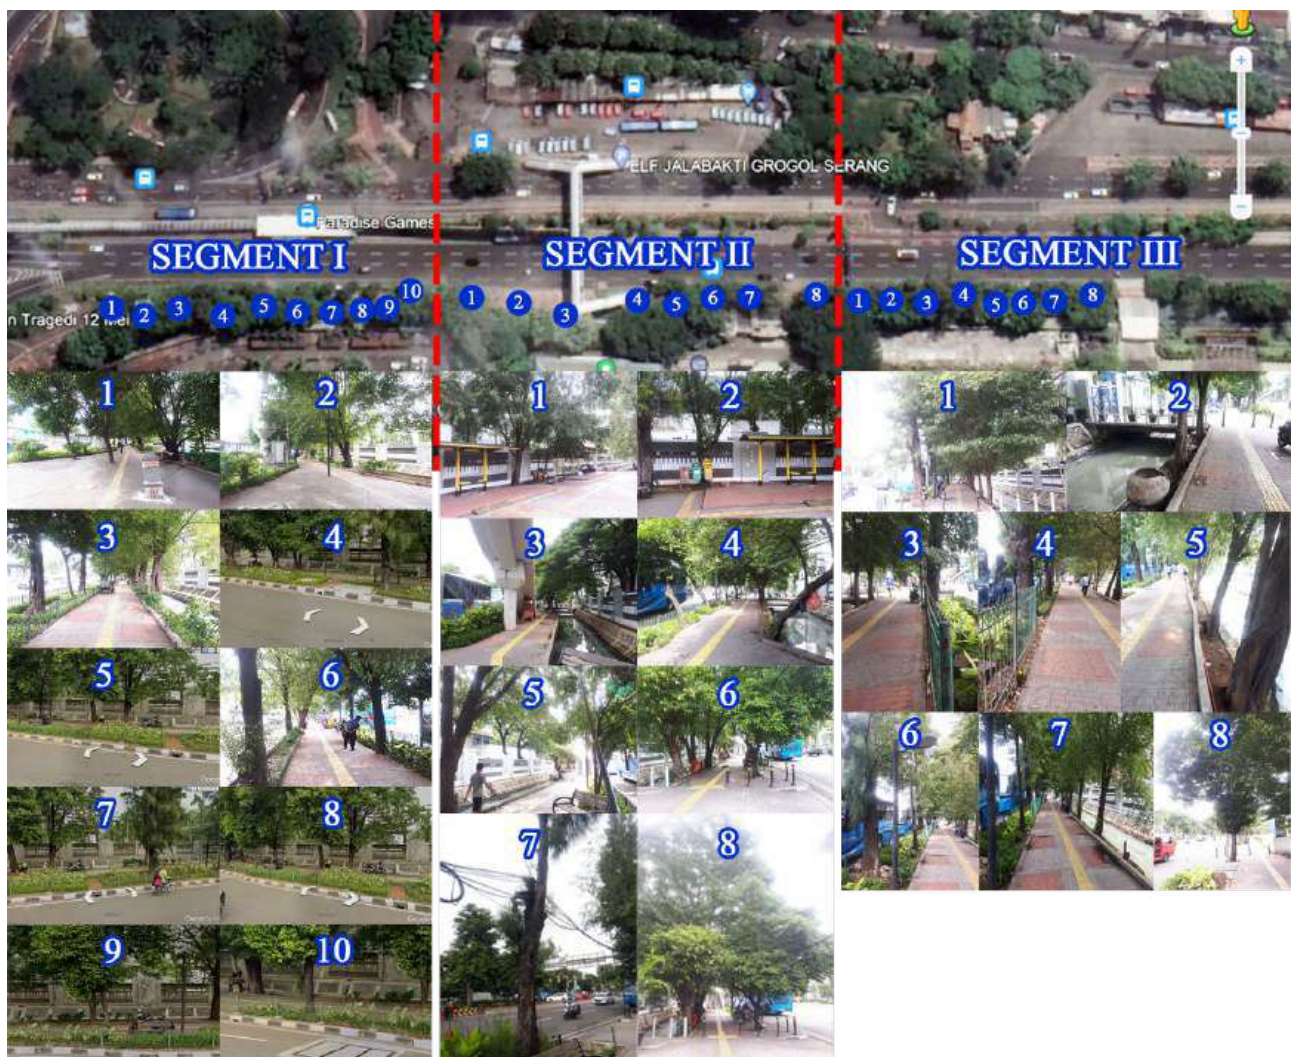 ELF JALABAKTI GROGOL SERANG
Paradise Games
SEGMENT I
SEGMENT II
SEGMENT III
n Tragedi 12 Mei
1 2 3 4 5 6 7 8 9 10
1 2 3 4 5 6 7 8
1 2 3 4 5 6 7 8
1 2
3 4
5 6
7 8
9 10
1 2
3 4
5 6
7 8
1 2
3 4 5
6 7 8